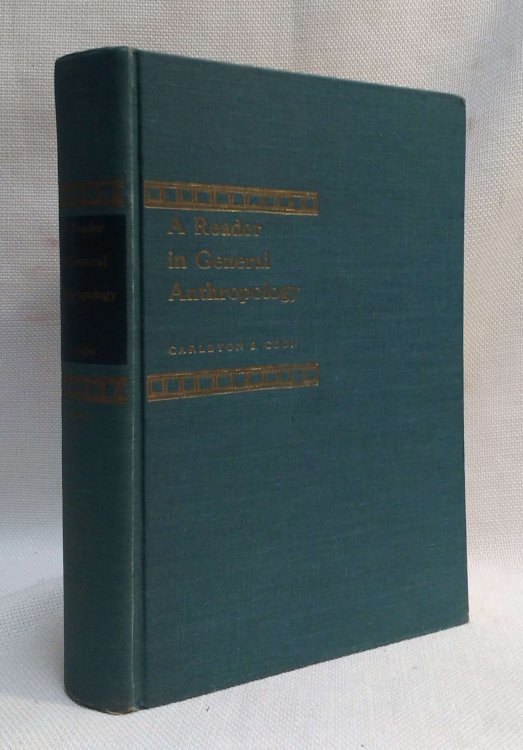 A Reader
in General
Anthropology
CARLETON S. COON
Reader
General
Anthropology
COON